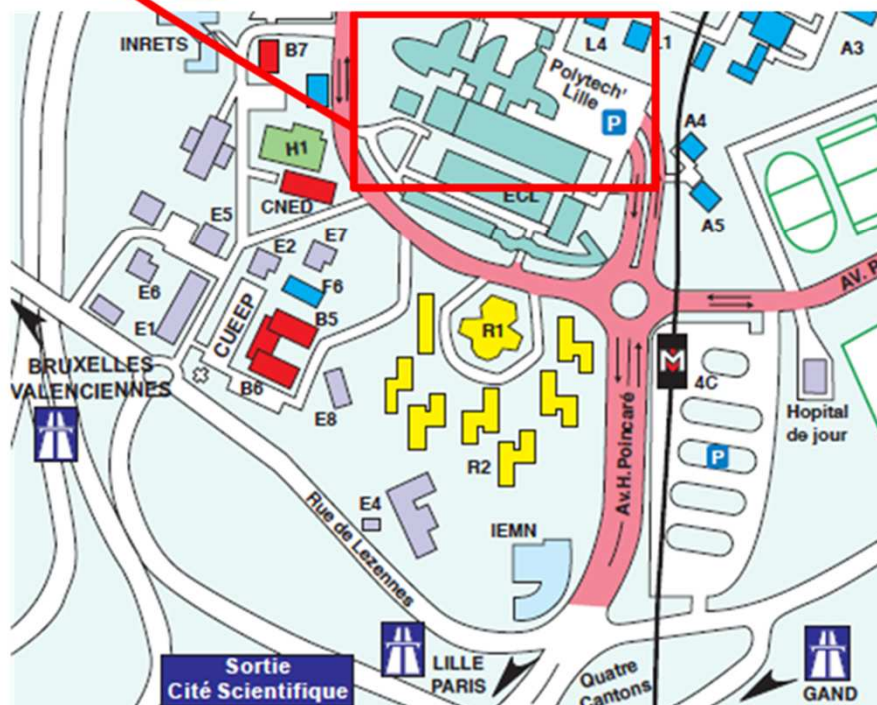 INRETS
B7
L4
L1
A3
Polytech'
Lille
P
H1
A4
CNED
ECL
A5
E5
E2
E7
E6
F6
E1
CUEEP
B5
R1
AV. P
BRUXELLES
VALENCIENNES
B6
E8
M
4C
Hopital
de jour
R2
P
Av.H.Poincaré
E4
IEMN
Rue de Lezennes
Sortie
Cité Scientifique
LILLE
PARIS
Quatre
Cantons
GAND